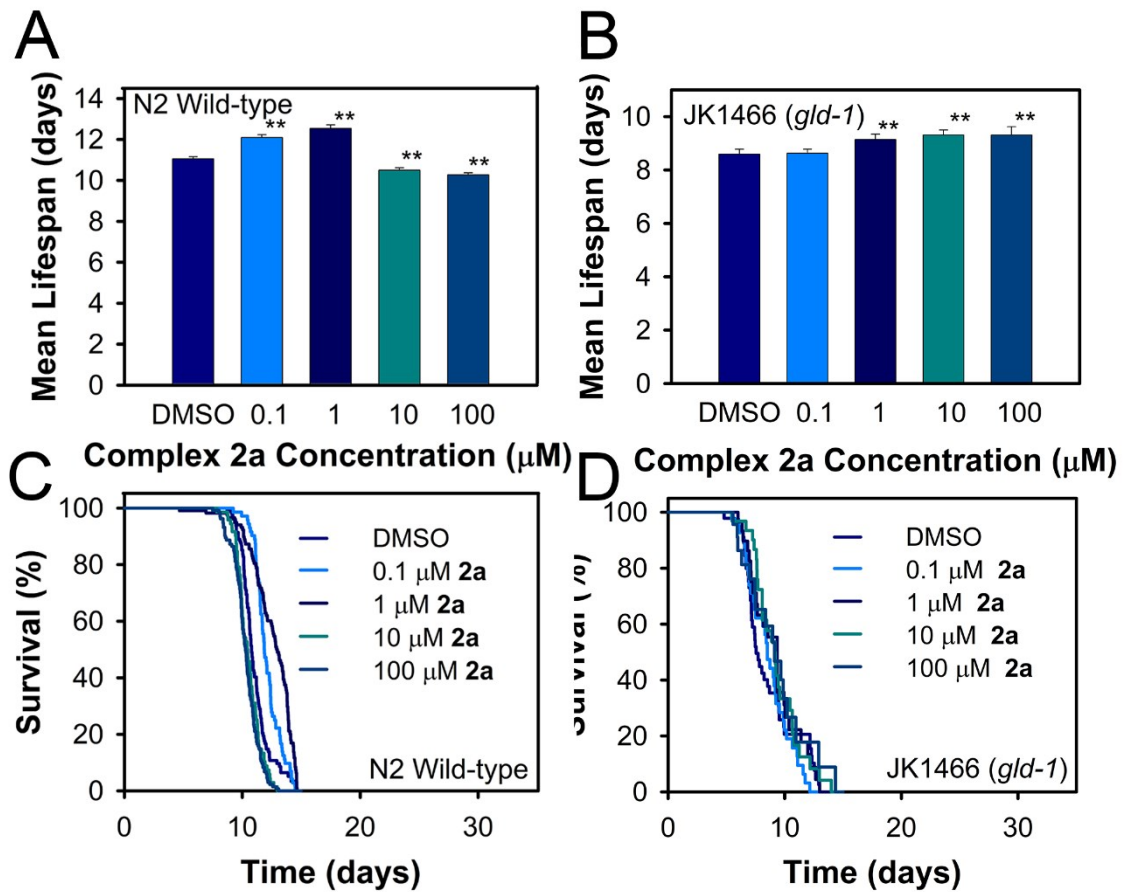 A
Mean Lifespan (days)
14
12
10
8
6
4
2
0
N2 Wild-type
**
**
**
**
DMSO 0.1 1 10 100
Complex 2a Concentration (μM)
B
Mean Lifespan (days)
10
8
6
4
2
0
JK1466 (gld-1)
**
**
**
DMSO 0.1 1 10 100
Complex 2a Concentration (μM)
C
Survival (%)
100
80
60
40
20
0
DMSO
0.1 μM 2a
1 μM 2a
10 μM 2a
100 μM 2a
N2 Wild-type
0 10 20 30
Time (days)
D
100
80
60
40
20
0
DMSO
0.1 μM 2a
1 μM 2a
10 μM 2a
100 μM 2a
JK1466 (gld-1)
0 10 20 30
Time (days)